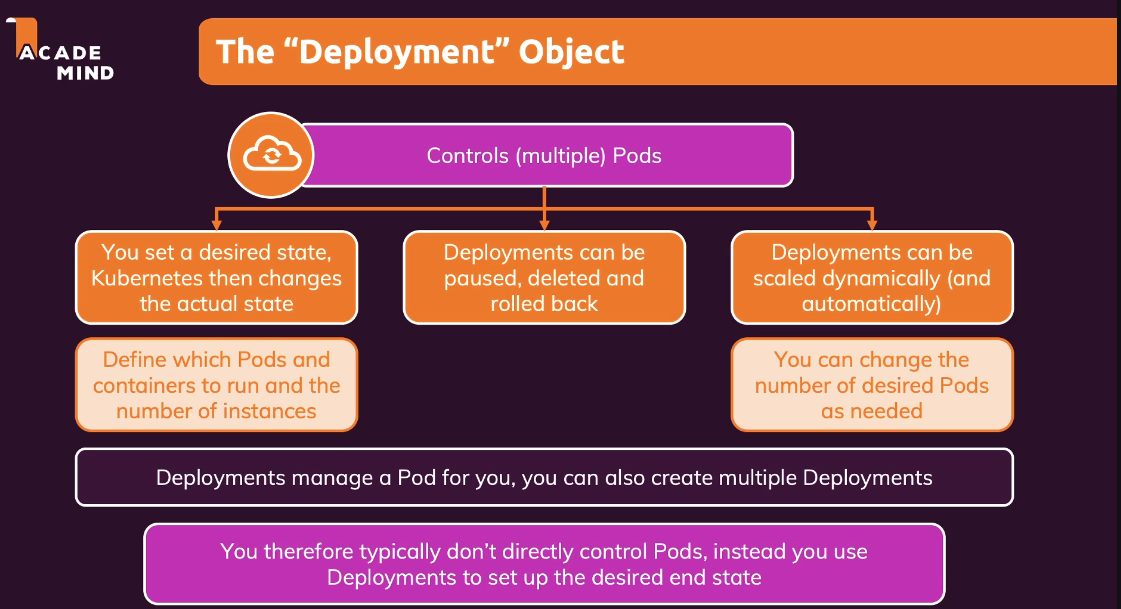 ACADE
MIND
The “Deployment” Object
Controls (multiple) Pods
You set a desired state,
Kubernetes then changes
the actual state
Deployments can be
paused, deleted and
rolled back
Deployments can be
scaled dynamically (and
automatically)
Define which Pods and
containers to run and the
number of instances
You can change the
number of desired Pods
as needed
Deployments manage a Pod for you, you can also create multiple Deployments
You therefore typically don’t directly control Pods, instead you use
Deployments to set up the desired end state